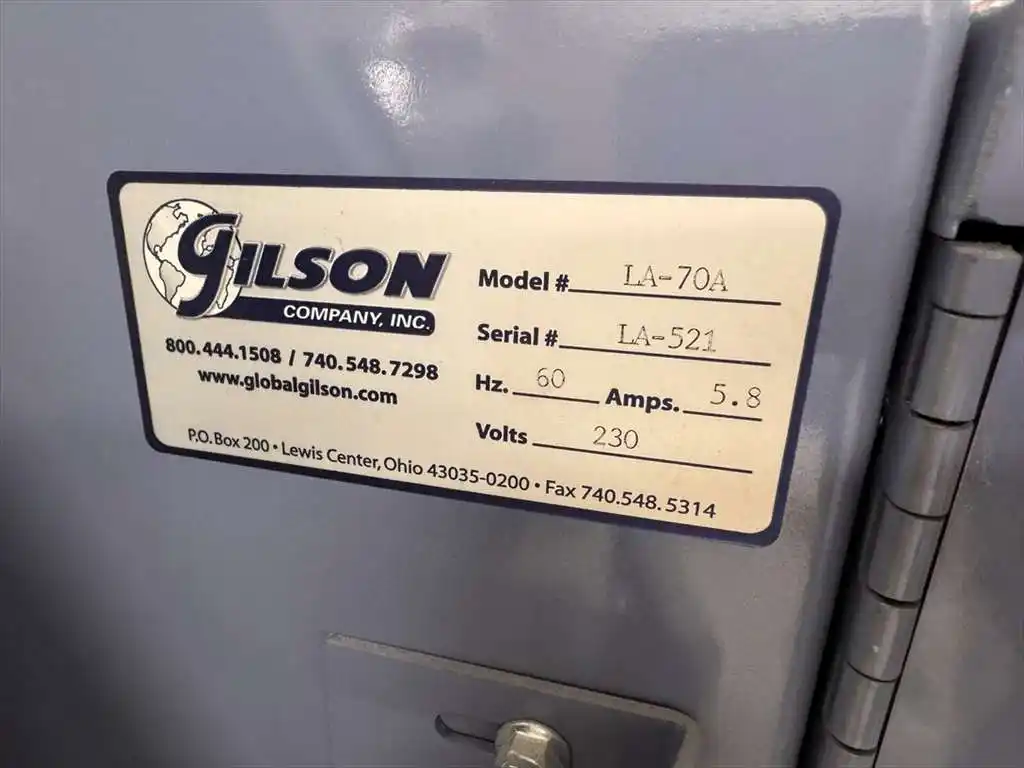 GILSON
COMPANY, INC.
800.444.1508 / 740.548.7298
www.globalgilson.com
Model # LA-70A
Serial # LA-521
Hz. 60 Amps. 5.8
Volts 230
P.O. Box 200 • Lewis Center, Ohio 43035-0200 • Fax 740.548.5314